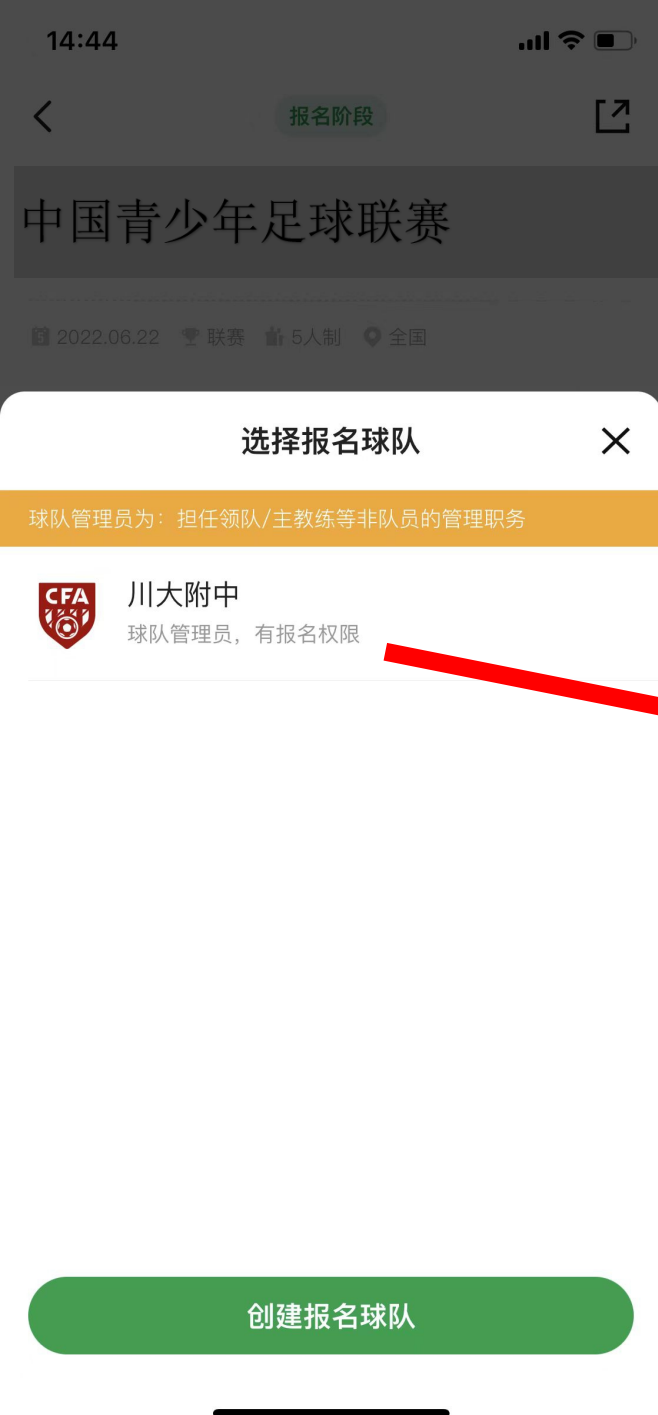 14:44
报名阶段
中国青少年足球联赛
2022.06.22 联赛 5人制 全国
选择报名球队
球队管理员为：担任领队/主教练等非队员的管理职务
CFA
川大附中
球队管理员，有报名权限
创建报名球队